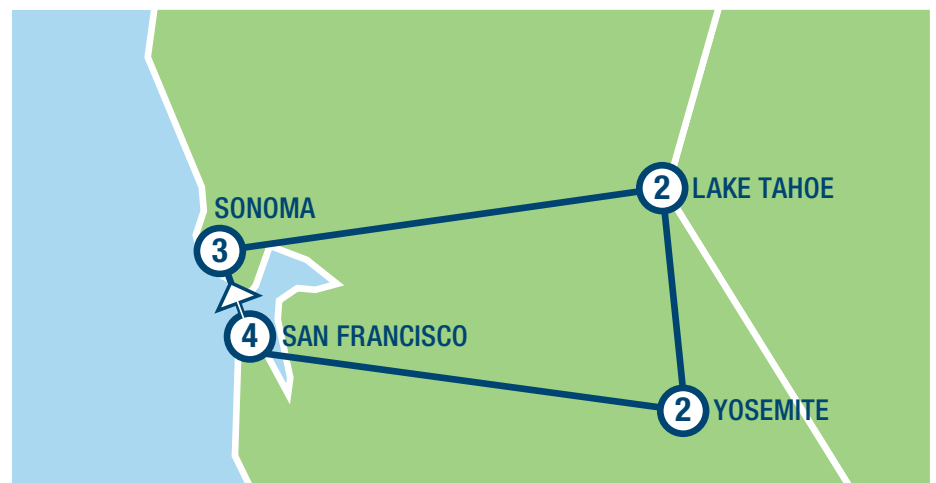 2 LAKE TAHOE
SONOMA
3
4 SAN FRANCISCO
2 YOSEMITE